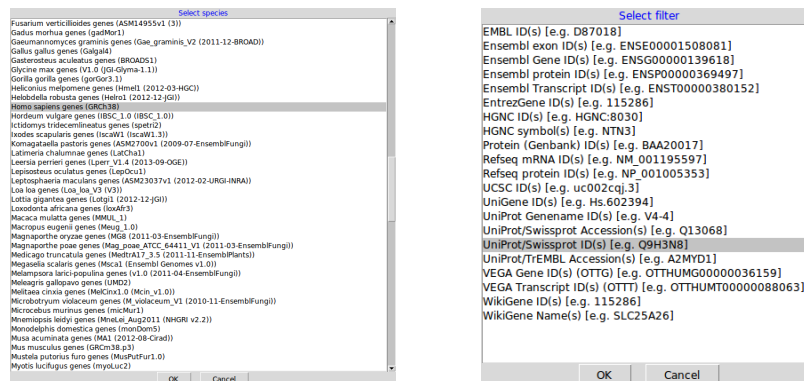 Select species
Fusarium verticillioides genes (ASM14955v1 (3))
Gadus morhua genes (gadMor1)
Gaeumannomyces graminis genes (Gae_graminis_V2 (2011-12-BROAD))
Gallus gallus genes (Galgal4)
Gasterosteus aculeatus genes (BROADS1)
Glycine max genes (V1.0 (JGI-Glyma-1.1))
Gorilla gorilla genes (gorGor3.1)
Heliconius melpomene genes (Hmel1 (2012-03-HGC))
Helobdella robusta genes (Helro1 (2012-12-JGI))
Homo sapiens genes (GRCh38)
Hordeum vulgare genes (IBSC_1.0 (IBSC_1.0))
Ictidomys tridecemlineatus genes (spetri2)
Ixodes scapularis genes (IscaW1 (IscaW1.3))
Komagataella pastoris genes (ASM2700v1 (2009-07-EnsemblFungi))
Latimeria chalumnae genes (LatCha1)
Leersia perrieri genes (Lperr_V1.4 (2013-09-OGE))
Lepisosteus oculatus genes (LepOcu1)
Leptosphaeria maculans genes (ASM23037v1 (2012-02-URGI-INRA))
Loa loa genes (Loa_loa_V3 (V3))
Lottia gigantea genes (Lotgi1 (2012-12-JGI))
Loxodonta africana genes (loxAfr3)
Macaca mulatta genes (MMUL_1)
Macropus eugenii genes (Meug_1.0)
Magnaporthe oryzae genes (MG8 (2011-03-EnsemblFungi))
Magnaporthe poae genes (Mag_poae_ATCC_64411_V1 (2011-03-EnsemblFungi))
Medicago truncatula genes (MedtrA17_3.5 (2011-11-EnsemblPlants))
Megaselia scalaris genes (Msca1 (Ensembl Genomes v1.0))
Melampsora larici-populina genes (v1.0 (2011-04-EnsemblFungi))
Meleagris gallopavo genes (UMD2)
Melitaea cinxia genes (MelCinx1.0 (Mcin_v1.0))
Microbotryum violaceum genes (M_violaceum_V1 (2010-11-EnsemblFungi))
Microcebus murinus genes (micMur1)
Mnemiopsis leidyi genes (MneLei_Aug2011 (NHGRI v2.2))
Monodelphis domestica genes (monDom5)
Musa acuminata genes (MA1 (2012-08-Cirad))
Mus musculus genes (GRCm38.p3)
Mustela putorius furo genes (MusPutFur1.0)
Myotis lucifugus genes (myoLuc2)
OK Cancel
Select filter
EMBL ID(s) [e.g. D87018]
Ensembl exon ID(s) [e.g. ENSE00001508081]
Ensembl Gene ID(s) [e.g. ENSG00000139618]
Ensembl protein ID(s) [e.g. ENSP00000369497]
Ensembl Transcript ID(s) [e.g. ENST00000380152]
EntrezGene ID(s) [e.g. 115286]
HGNC ID(s) [e.g. HGNC:8030]
HGNC symbol(s) [e.g. NTN3]
Protein (Genbank) ID(s) [e.g. BAA20017]
Refseq mRNA ID(s) [e.g. NM_001195597]
Refseq protein ID(s) [e.g. NP_001005353]
UCSC ID(s) [e.g. uc002cqj.3]
UniGene ID(s) [e.g. Hs.602394]
UniProt Genename ID(s) [e.g. V4-4]
UniProt/Swissprot Accession(s) [e.g. Q13068]
UniProt/Swissprot ID(s) [e.g. Q9H3N8]
UniProt/TrEMBL Accession(s) [e.g. A2MYD1]
VEGA Gene ID(s) (OTTG) [e.g. OTTHUMG00000036159]
VEGA Transcript ID(s) (OTTT) [e.g. OTTHUMT00000088063]
WikiGene ID(s) [e.g. 115286]
WikiGene Name(s) [e.g. SLC25A26]
OK Cancel